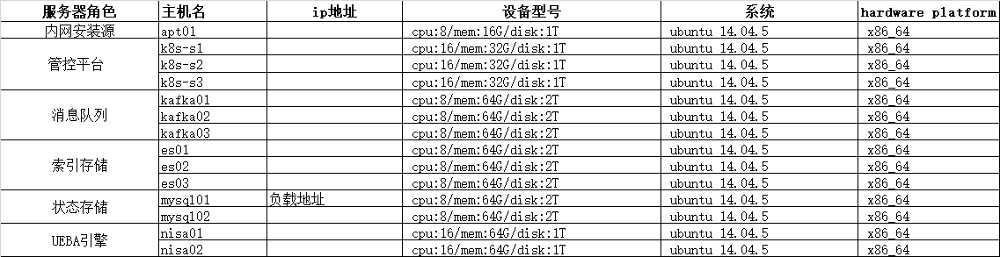 服务器角色 主机名 ip地址 设备型号 系统 hardware platform
内网安装源 apt01 cpu:8/mem:16G/disk:1T ubuntu 14.04.5 x86_64
管控平台 k8s-s1 cpu:16/mem:32G/disk:1T ubuntu 14.04.5 x86_64
k8s-s2 cpu:16/mem:32G/disk:1T ubuntu 14.04.5 x86_64
k8s-s3 cpu:16/mem:32G/disk:1T ubuntu 14.04.5 x86_64
消息队列 kafka01 cpu:8/mem:64G/disk:2T ubuntu 14.04.5 x86_64
kafka02 cpu:8/mem:64G/disk:2T ubuntu 14.04.5 x86_64
kafka03 cpu:8/mem:64G/disk:2T ubuntu 14.04.5 x86_64
索引存储 es01 cpu:8/mem:64G/disk:2T ubuntu 14.04.5 x86_64
es02 cpu:8/mem:64G/disk:2T ubuntu 14.04.5 x86_64
es03 cpu:8/mem:64G/disk:2T ubuntu 14.04.5 x86_64
状态存储 mysql01 负载地址 cpu:8/mem:64G/disk:2T ubuntu 14.04.5 x86_64
mysql02 cpu:8/mem:64G/disk:2T ubuntu 14.04.5 x86_64
UEBA引擎 nisa01 cpu:16/mem:64G/disk:1T ubuntu 14.04.5 x86_64
nisa02 cpu:16/mem:64G/disk:1T ubuntu 14.04.5 x86_64